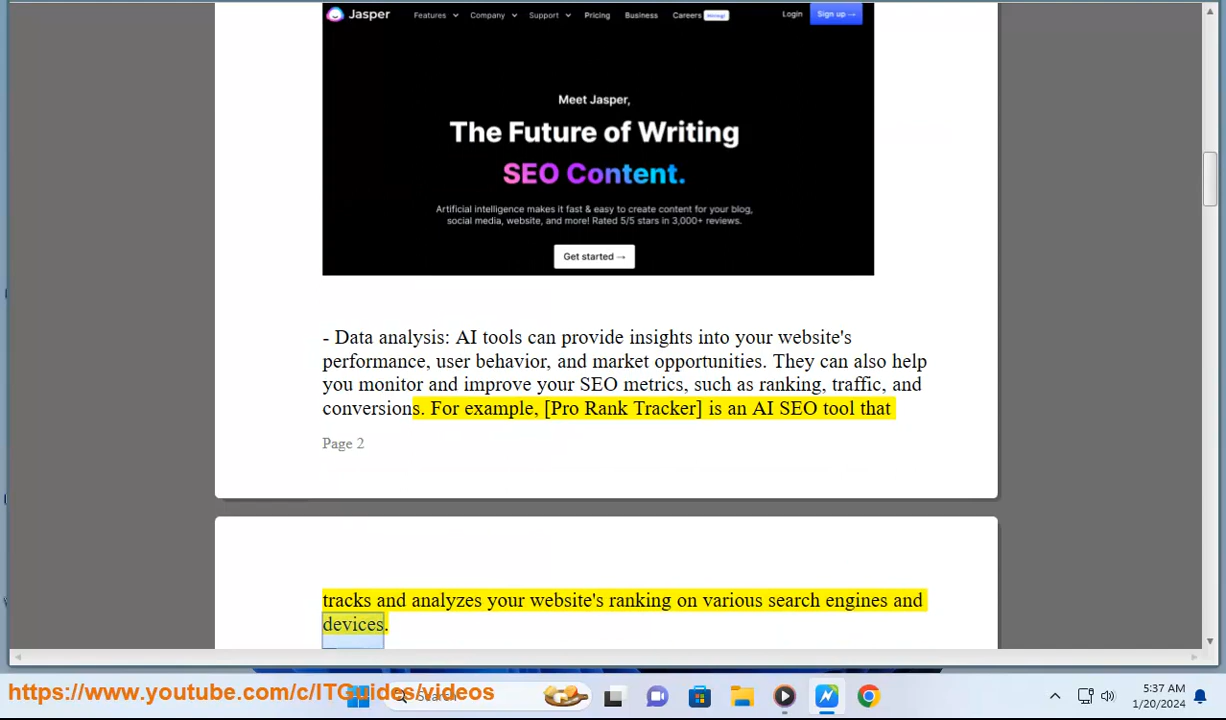 Jasper Features Company Support Pricing Business Careers Login Sign up →
Meet Jasper,
The Future of Writing
SEO Content.
Artificial intelligence makes it fast & easy to create content for your blog,
social media, website, and more! Rated 5/5 stars in 3,000+ reviews.
Get started →
- Data analysis: AI tools can provide insights into your website's
performance, user behavior, and market opportunities. They can also help
you monitor and improve your SEO metrics, such as ranking, traffic, and
conversions. For example, [Pro Rank Tracker] is an AI SEO tool that
Page 2
tracks and analyzes your website's ranking on various search engines and
devices.
https://www.youtube.com/c/ITGuides/videos
Search
5:37 AM
1/20/2024